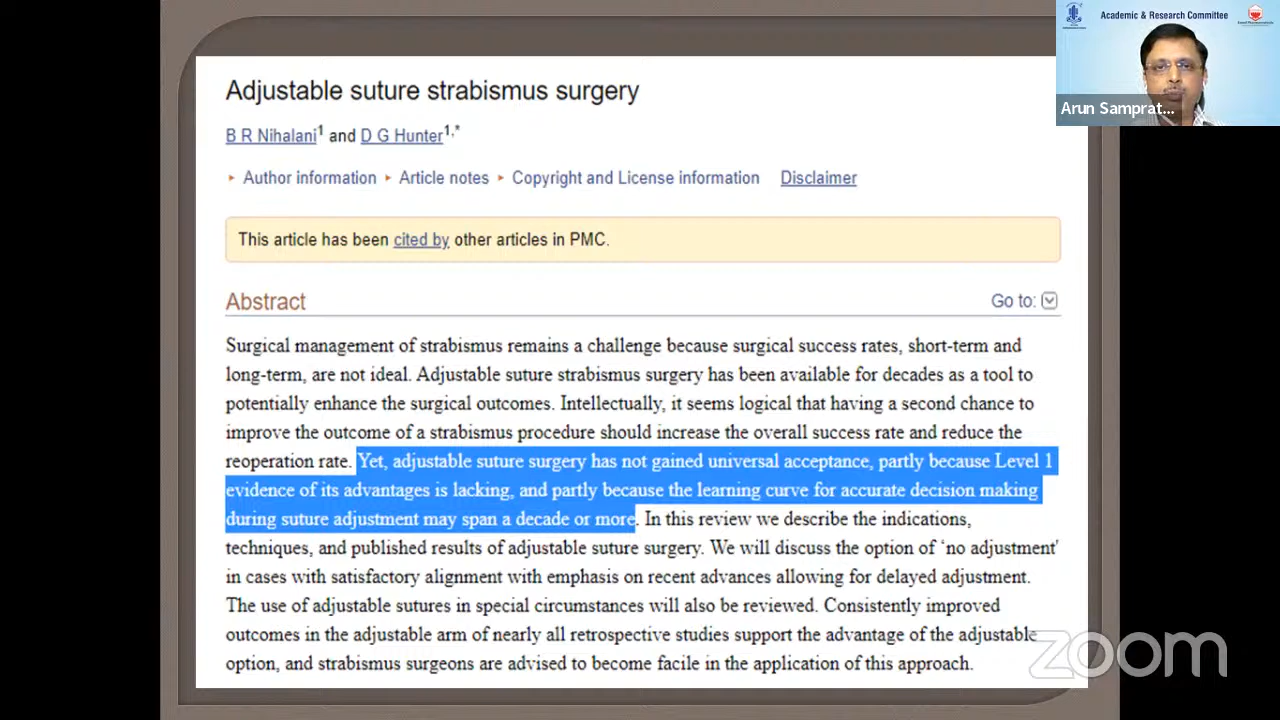 Academic & Research Committee
Arun Samprat...
Adjustable suture strabismus surgery
B R Nihalani1 and D G Hunter1,*
▸ Author information ▸ Article notes ▸ Copyright and License information Disclaimer
This article has been cited by other articles in PMC.
Abstract
Go to:
Surgical management of strabismus remains a challenge because surgical success rates, short-term and
long-term, are not ideal. Adjustable suture strabismus surgery has been available for decades as a tool to
potentially enhance the surgical outcomes. Intellectually, it seems logical that having a second chance to
improve the outcome of a strabismus procedure should increase the overall success rate and reduce the
reoperation rate. Yet, adjustable suture surgery has not gained universal acceptance, partly because Level 1
evidence of its advantages is lacking, and partly because the learning curve for accurate decision making
during suture adjustment may span a decade or more. In this review we describe the indications,
techniques, and published results of adjustable suture surgery. We will discuss the option of ‘no adjustment’
in cases with satisfactory alignment with emphasis on recent advances allowing for delayed adjustment.
The use of adjustable sutures in special circumstances will also be reviewed. Consistently improved
outcomes in the adjustable arm of nearly all retrospective studies support the advantage of the adjustable
option, and strabismus surgeons are advised to become facile in the application of this approach.
zoom